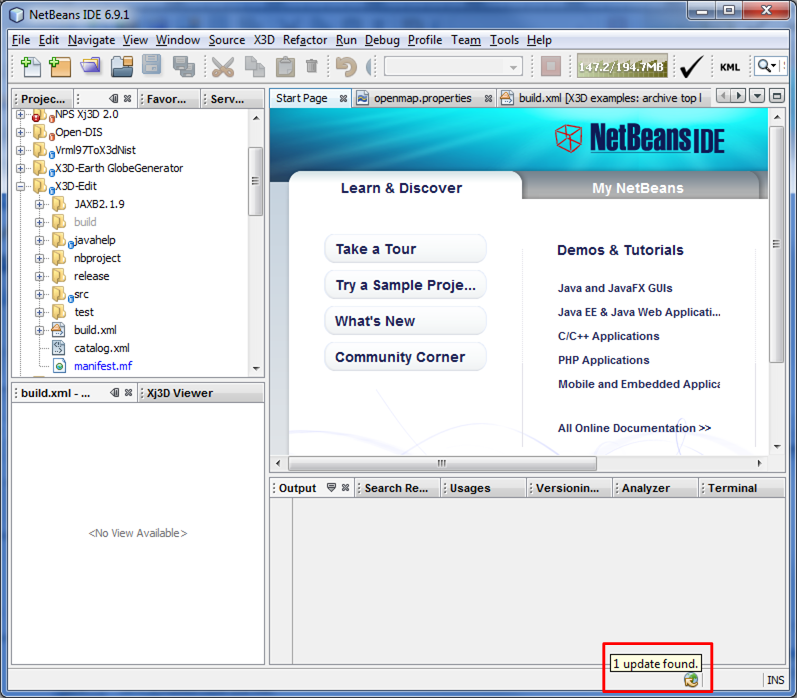 NetBeans IDE 6.9.1
File Edit Navigate View Window Source X3D Refactor Run Debug Profile Team Tools Help
147.2/194.7MB KML
Projec... Favor... Serv...
NPS Xj3D 2.0
Open-DIS
Vrml97ToX3dNist
X3D-Earth GlobeGenerator
X3D-Edit
JAXB2.1.9
build
javahelp
nbproject
release
src
test
build.xml
catalog.xml
manifest.mf
Start Page openmap.properties build.xml [X3D examples: archive top l
NetBeans IDE
Learn & Discover My NetBeans
Take a Tour
Try a Sample Proje...
What's New
Community Corner
Demos & Tutorials
Java and JavaFX GUIs
Java EE & Java Web Applicati...
C/C++ Applications
PHP Applications
Mobile and Embedded Applica
All Online Documentation >>
build.xml - ... Xj3D Viewer
<No View Available>
Output Search Re... Usages Versionin... Analyzer Terminal
1 update found.
INS